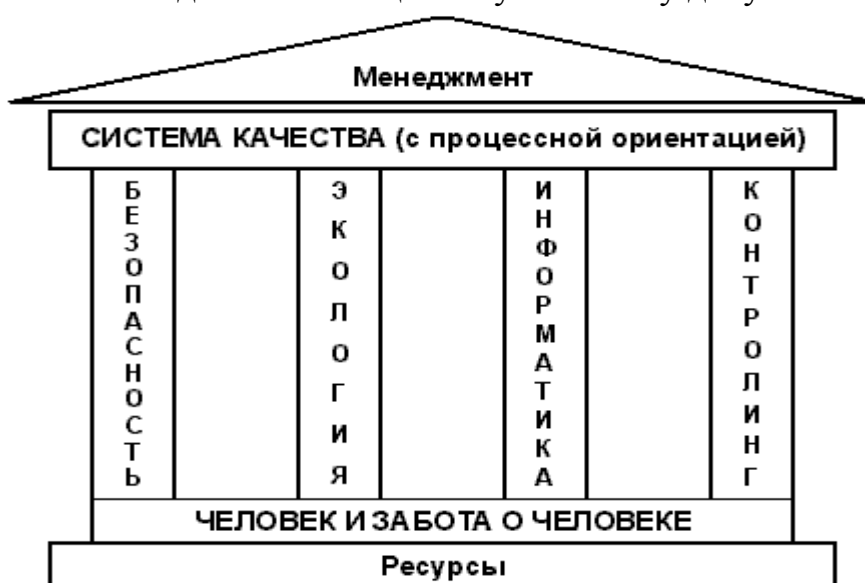 Менеджмент
СИСТЕМА КАЧЕСТВА (с процессной ориентацией)
БЕЗОПАСНОСТЬ
ЭКОЛОГИЯ
ИНФОРМАТИКА
КОНТРОЛИНГ
ЧЕЛОВЕК И ЗАБОТА О ЧЕЛОВЕКЕ
Ресурсы